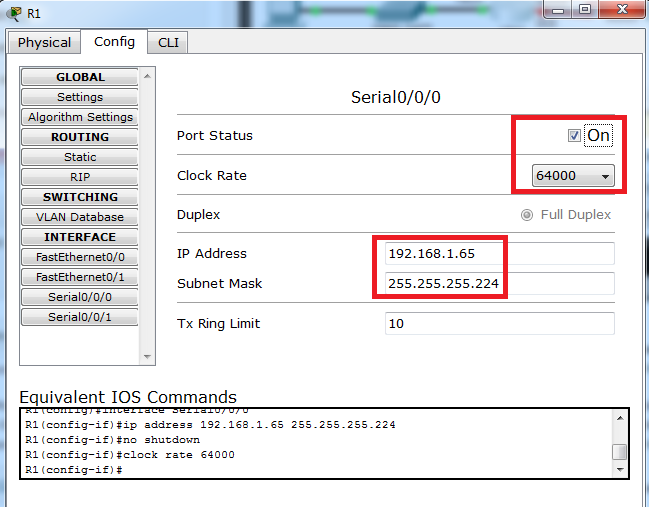 R1
Physical Config CLI
GLOBAL
Settings
Algorithm Settings
ROUTING
Static
RIP
SWITCHING
VLAN Database
INTERFACE
FastEthernet0/0
FastEthernet0/1
Serial0/0/0
Serial0/0/1
Serial0/0/0
Port Status On
Clock Rate 64000
Duplex Full Duplex
IP Address 192.168.1.65
Subnet Mask 255.255.255.224
Tx Ring Limit 10
Equivalent IOS Commands
R1(config)#interface Serial0/0/0
R1(config-if)#ip address 192.168.1.65 255.255.255.224
R1(config-if)#no shutdown
R1(config-if)#clock rate 64000
R1(config-if)#